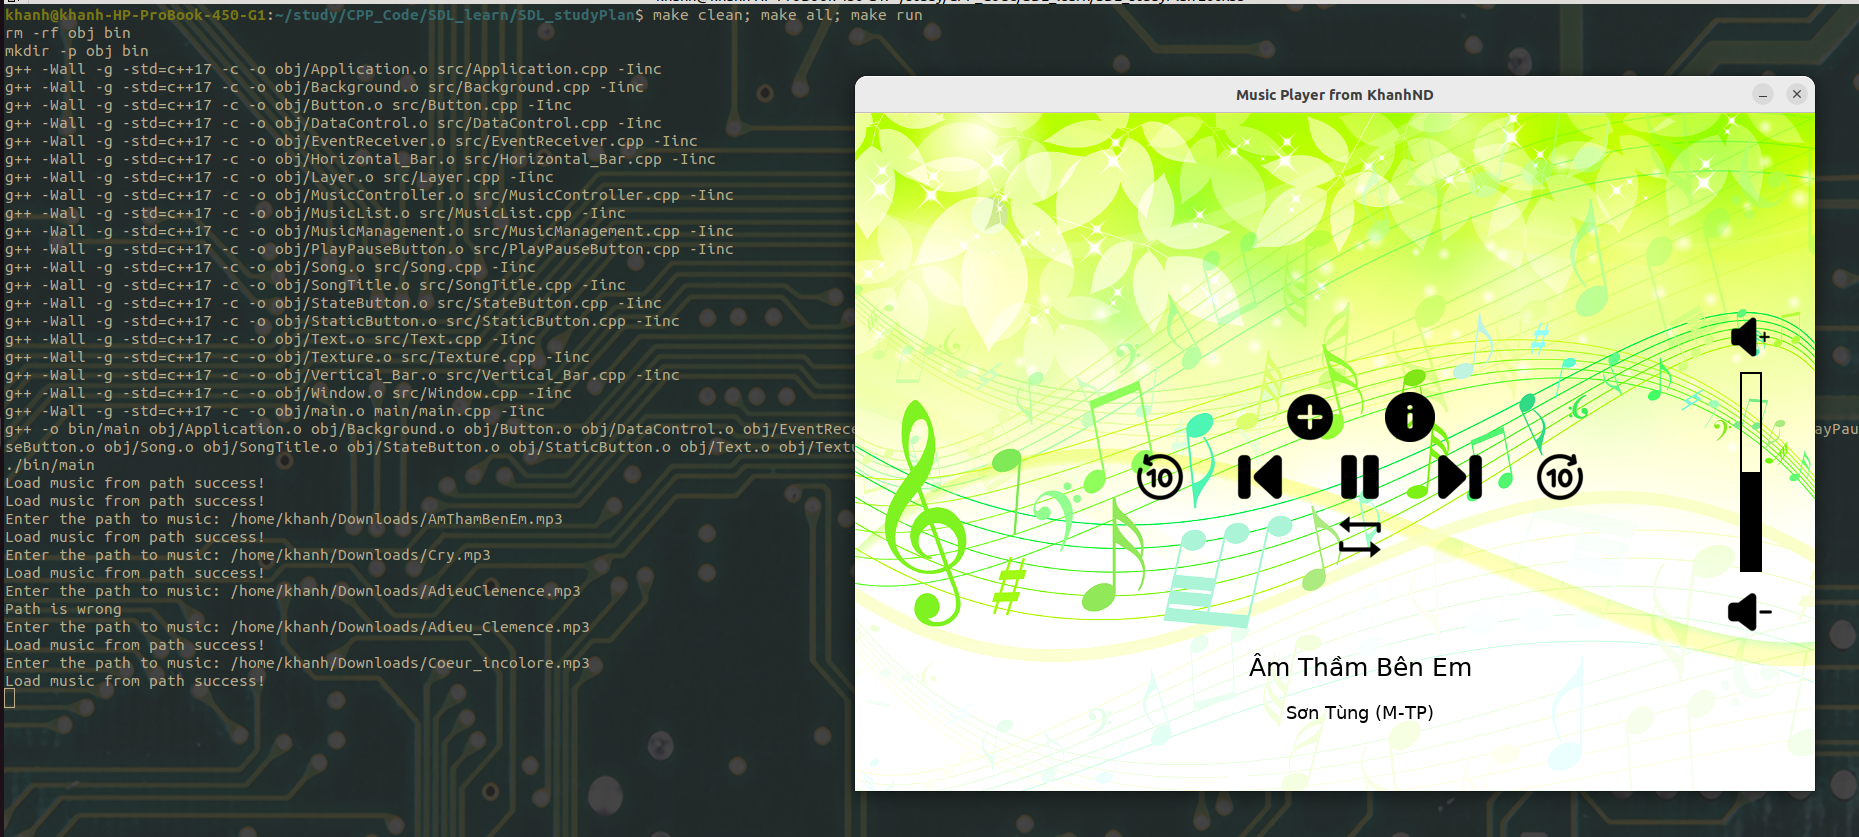 khanh@khanh-HP-ProBook-450-G1:~/study/CPP_Code/SDL_learn/SDL_studyPlan$ make clean; make all; make run
rm -rf obj bin
mkdir -p obj bin
g++ -Wall -g -std=c++17 -c -o obj/Application.o src/Application.cpp -Iinc
g++ -Wall -g -std=c++17 -c -o obj/Background.o src/Background.cpp -Iinc
g++ -Wall -g -std=c++17 -c -o obj/Button.o src/Button.cpp -Iinc
g++ -Wall -g -std=c++17 -c -o obj/DataControl.o src/DataControl.cpp -Iinc
g++ -Wall -g -std=c++17 -c -o obj/EventReceiver.o src/EventReceiver.cpp -Iinc
g++ -Wall -g -std=c++17 -c -o obj/Horizontal_Bar.o src/Horizontal_Bar.cpp -Iinc
g++ -Wall -g -std=c++17 -c -o obj/Layer.o src/Layer.cpp -Iinc
g++ -Wall -g -std=c++17 -c -o obj/MusicController.o src/MusicController.cpp -Iinc
g++ -Wall -g -std=c++17 -c -o obj/MusicList.o src/MusicList.cpp -Iinc
g++ -Wall -g -std=c++17 -c -o obj/MusicManagement.o src/MusicManagement.cpp -Iinc
g++ -Wall -g -std=c++17 -c -o obj/PlayPauseButton.o src/PlayPauseButton.cpp -Iinc
g++ -Wall -g -std=c++17 -c -o obj/Song.o src/Song.cpp -Iinc
g++ -Wall -g -std=c++17 -c -o obj/SongTitle.o src/SongTitle.cpp -Iinc
g++ -Wall -g -std=c++17 -c -o obj/StateButton.o src/StateButton.cpp -Iinc
g++ -Wall -g -std=c++17 -c -o obj/StaticButton.o src/StaticButton.cpp -Iinc
g++ -Wall -g -std=c++17 -c -o obj/Text.o src/Text.cpp -Iinc
g++ -Wall -g -std=c++17 -c -o obj/Texture.o src/Texture.cpp -Iinc
g++ -Wall -g -std=c++17 -c -o obj/Vertical_Bar.o src/Vertical_Bar.cpp -Iinc
g++ -Wall -g -std=c++17 -c -o obj/Window.o src/Window.cpp -Iinc
g++ -Wall -g -std=c++17 -c -o obj/main.o main/main.cpp -Iinc
g++ -o bin/main obj/Application.o obj/Background.o obj/Button.o obj/DataControl.o obj/EventRece ayPau
seButton.o obj/Song.o obj/SongTitle.o obj/StateButton.o obj/StaticButton.o obj/Text.o obj/Textu
./bin/main
Load music from path success!
Load music from path success!
Enter the path to music: /home/khanh/Downloads/AmThamBenEm.mp3
Load music from path success!
Enter the path to music: /home/khanh/Downloads/Cry.mp3
Load music from path success!
Enter the path to music: /home/khanh/Downloads/AdieuClemence.mp3
Path is wrong
Enter the path to music: /home/khanh/Downloads/Adieu_Clemence.mp3
Load music from path success!
Enter the path to music: /home/khanh/Downloads/Coeur_incolore.mp3
Load music from path success!
Music Player from KhanhND
10
10
Âm Thầm Bên Em
Sơn Tùng (M-TP)